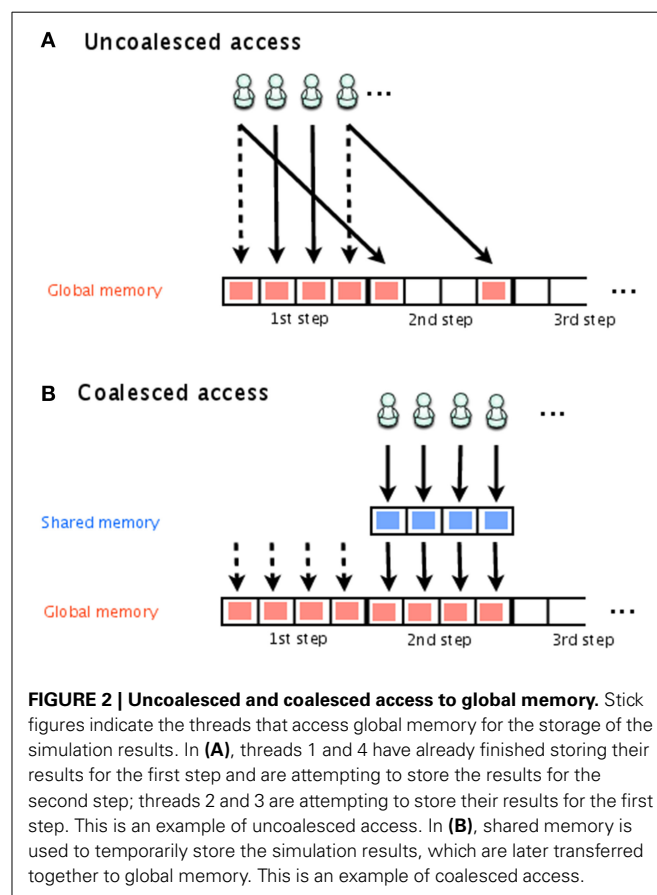 A Uncoalesced access
...
Global memory
...
1st step 2nd step 3rd step
B Coalesced access
...
Shared memory
Global memory
...
1st step 2nd step 3rd step
FIGURE 2 | Uncoalesced and coalesced access to global memory. Stick
figures indicate the threads that access global memory for the storage of the
simulation results. In (A), threads 1 and 4 have already finished storing their
results for the first step and are attempting to store the results for the
second step; threads 2 and 3 are attempting to store their results for the first
step. This is an example of uncoalesced access. In (B), shared memory is
used to temporarily store the simulation results, which are later transferred
together to global memory. This is an example of coalesced access.